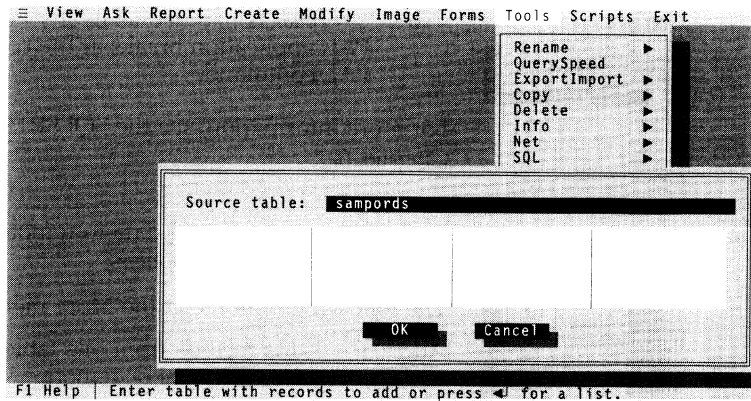 ☰ View Ask Report Create Modify Image Forms Tools Scripts Exit
Rename ►
QuerySpeed
ExportImport ►
Copy ►
Delete ►
Info ►
Net ►
SQL ►
Source table: sampords
OK Cancel
F1 Help | Enter table with records to add or press ◄┘ for a list.